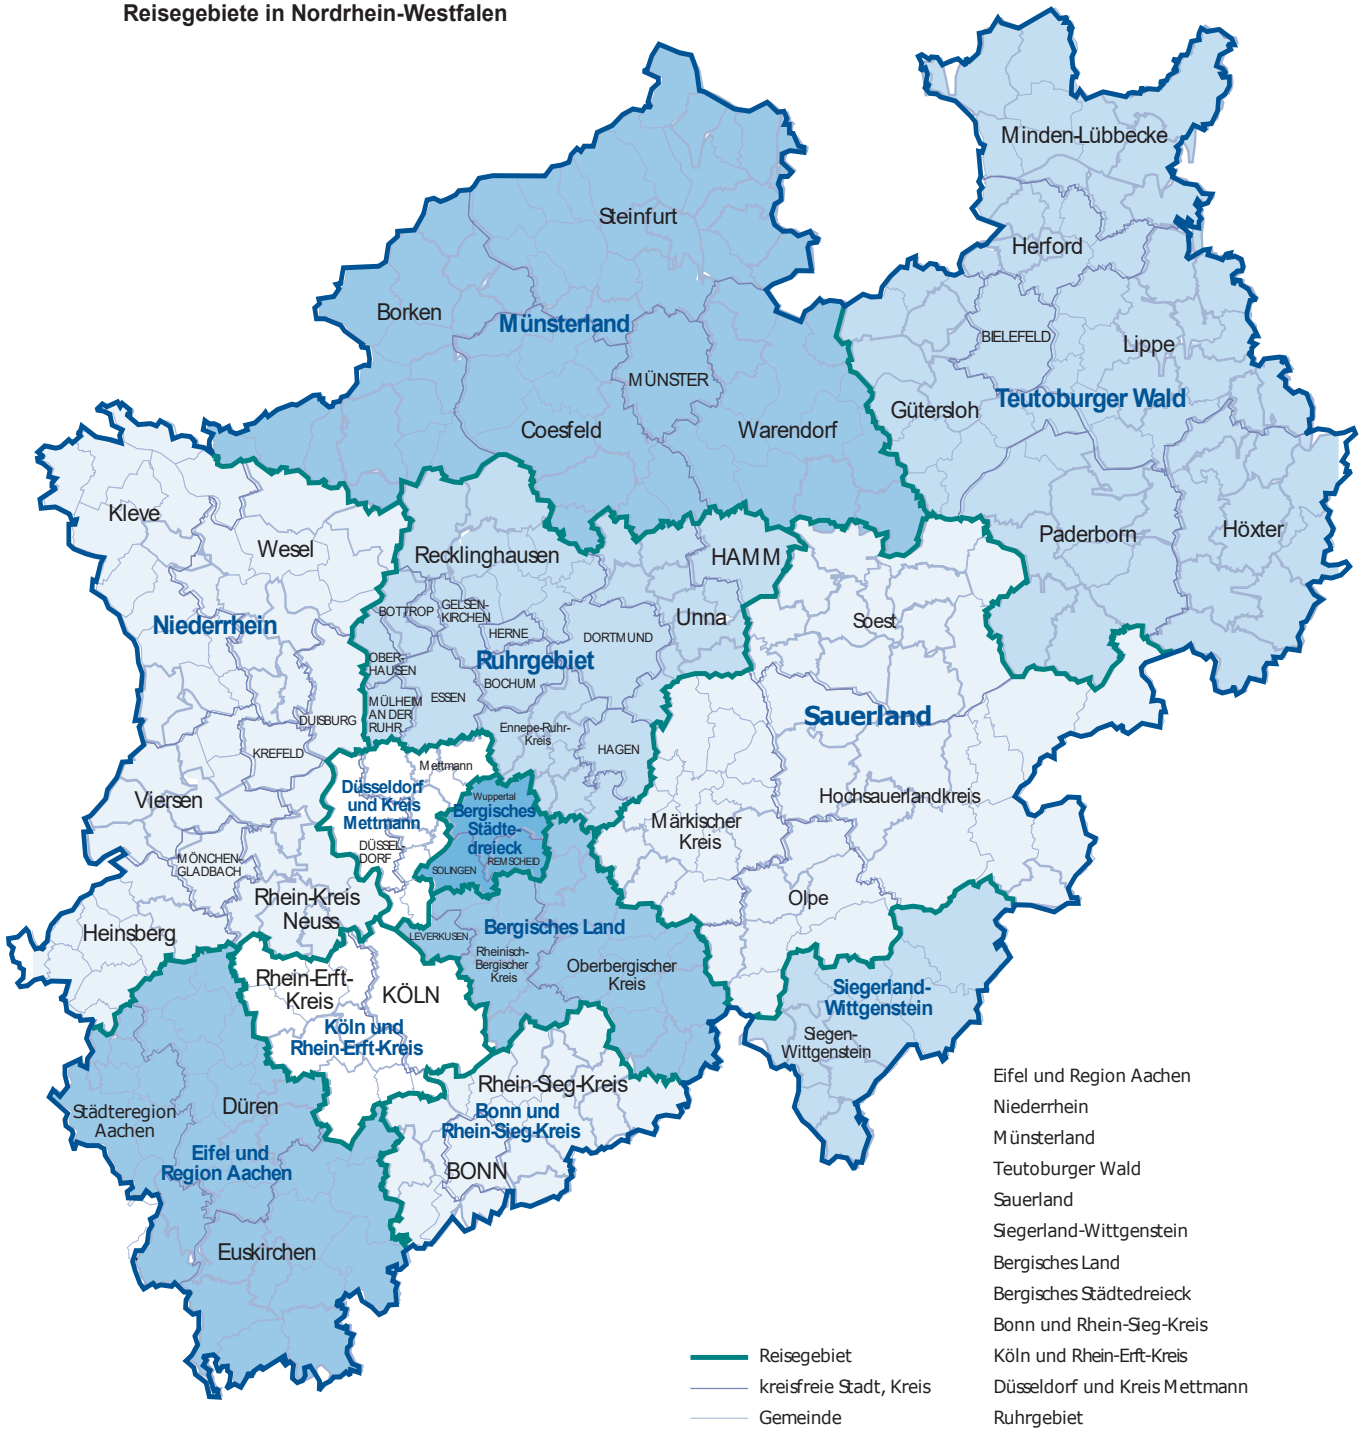 Reisegebiete in Nordrhein-Westfalen
Minden-Lübbecke
Steinfurt
Herford
Borken
Münsterland
BIELEFELD
Lippe
MÜNSTER
Teutoburger Wald
Gütersloh
Coesfeld
Warendorf
Kleve
Wesel
Paderborn
Höxter
Recklinghausen
HAMM
BOTTROP
GELSEN-
KIRCHEN
Niederrhein
HERNE
DORTMUND
Unna
Soest
OBER-
HAUSEN
Ruhrgebiet
BOCHUM
ESSEN
MÜLHEIM
AN DER
RUHR
DUISBURG
Sauerland
Ennepe-Ruhr-
Kreis
HAGEN
KREFELD
Mettmann
Viersen
Düsseldorf
und Kreis
Mettmann
Wuppertal
Bergisches
Städte-
dreieck
Hochsauerlandkreis
Märkischer
Kreis
MÖNCHEN-
GLADBACH
DÜSSEL-
DORF
SOLINGEN
REMSCHEID
Rhein-Kreis
Neuss
Olpe
Heinsberg
LEVERKUSEN
Bergisches Land
Rheinisch-
Bergischer
Kreis
Oberbergischer
Kreis
Rhein-Erft-
Kreis
KÖLN
Siegerland-
Wittgenstein
Köln und
Rhein-Erft-Kreis
Siegen-
Wittgenstein
Rhein-Sieg-Kreis
Bonn und
Rhein-Sieg-Kreis
Städteregion
Aachen
Düren
Eifel und
Region Aachen
BONN
Euskirchen
Eifel und Region Aachen
Niederrhein
Münsterland
Teutoburger Wald
Sauerland
Siegerland-Wittgenstein
Bergisches Land
Bergisches Städtedreieck
Bonn und Rhein-Sieg-Kreis
Köln und Rhein-Erft-Kreis
Düsseldorf und Kreis Mettmann
Ruhrgebiet
Reisegebiet
kreisfreie Stadt, Kreis
Gemeinde